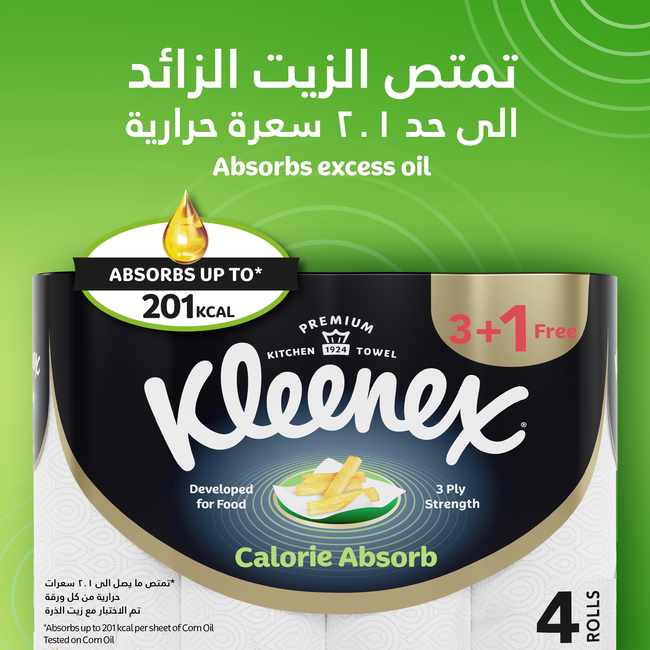 تمتص الزيت الزائد
الى حد ٢٠١ سعرة حرارية
Absorbs excess oil
ABSORBS UP TO*
201 KCAL
3+1 Free
PREMIUM
KITCHEN 1924 TOWEL
Kleenex®
Developed
for Food
3 Ply
Strength
Calorie Absorb
*تمتص ما يصل الى ٢٠١ سعرات
حرارية من كل ورقة
تم الاختبار مع زيت الذرة
*Absorbs up to 201 kcal per sheet of Corn Oil
Tested on Corn Oil
4 ROLLS